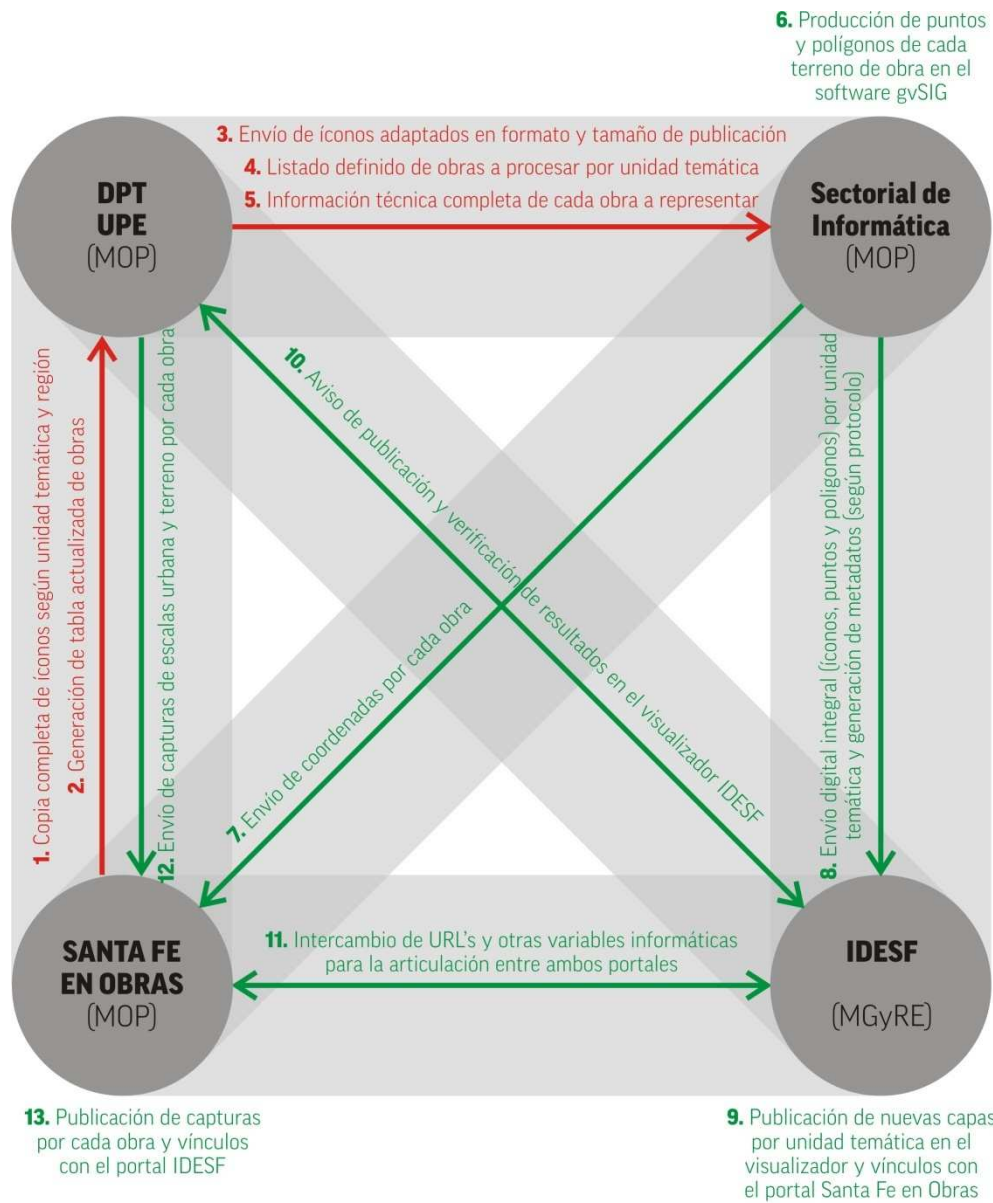 6. Producción de puntos
y polígonos de cada
terreno de obra en el
software gvSIG
DPT
UPE
(MOP)
3. Envío de íconos adaptados en formato y tamaño de publicación
4. Listado definido de obras a procesar por unidad temática
5. Información técnica completa de cada obra a representar
Sectorial de
Informática
(MOP)
1. Copia completa de íconos según unidad temática y región
2. Generación de tabla actualizada de obras
12. Envío de capturas de escalas urbana y terreno por cada obra
10. Aviso de publicación y verificación de resultados en el visualizador IDESF
7. Envío de coordenadas por cada obra
8. Envío digital integral (íconos, puntos y polígonos) por unidad
temática y generación de metadatos (según protocolo)
SANTA FE
EN OBRAS
(MOP)
11. Intercambio de URL's y otras variables informáticas
para la articulación entre ambos portales
IDESF
(MGyRE)
13. Publicación de capturas
por cada obra y vínculos
con el portal IDESF
9. Publicación de nuevas capas
por unidad temática en el
visualizador y vínculos con
el portal Santa Fe en Obras